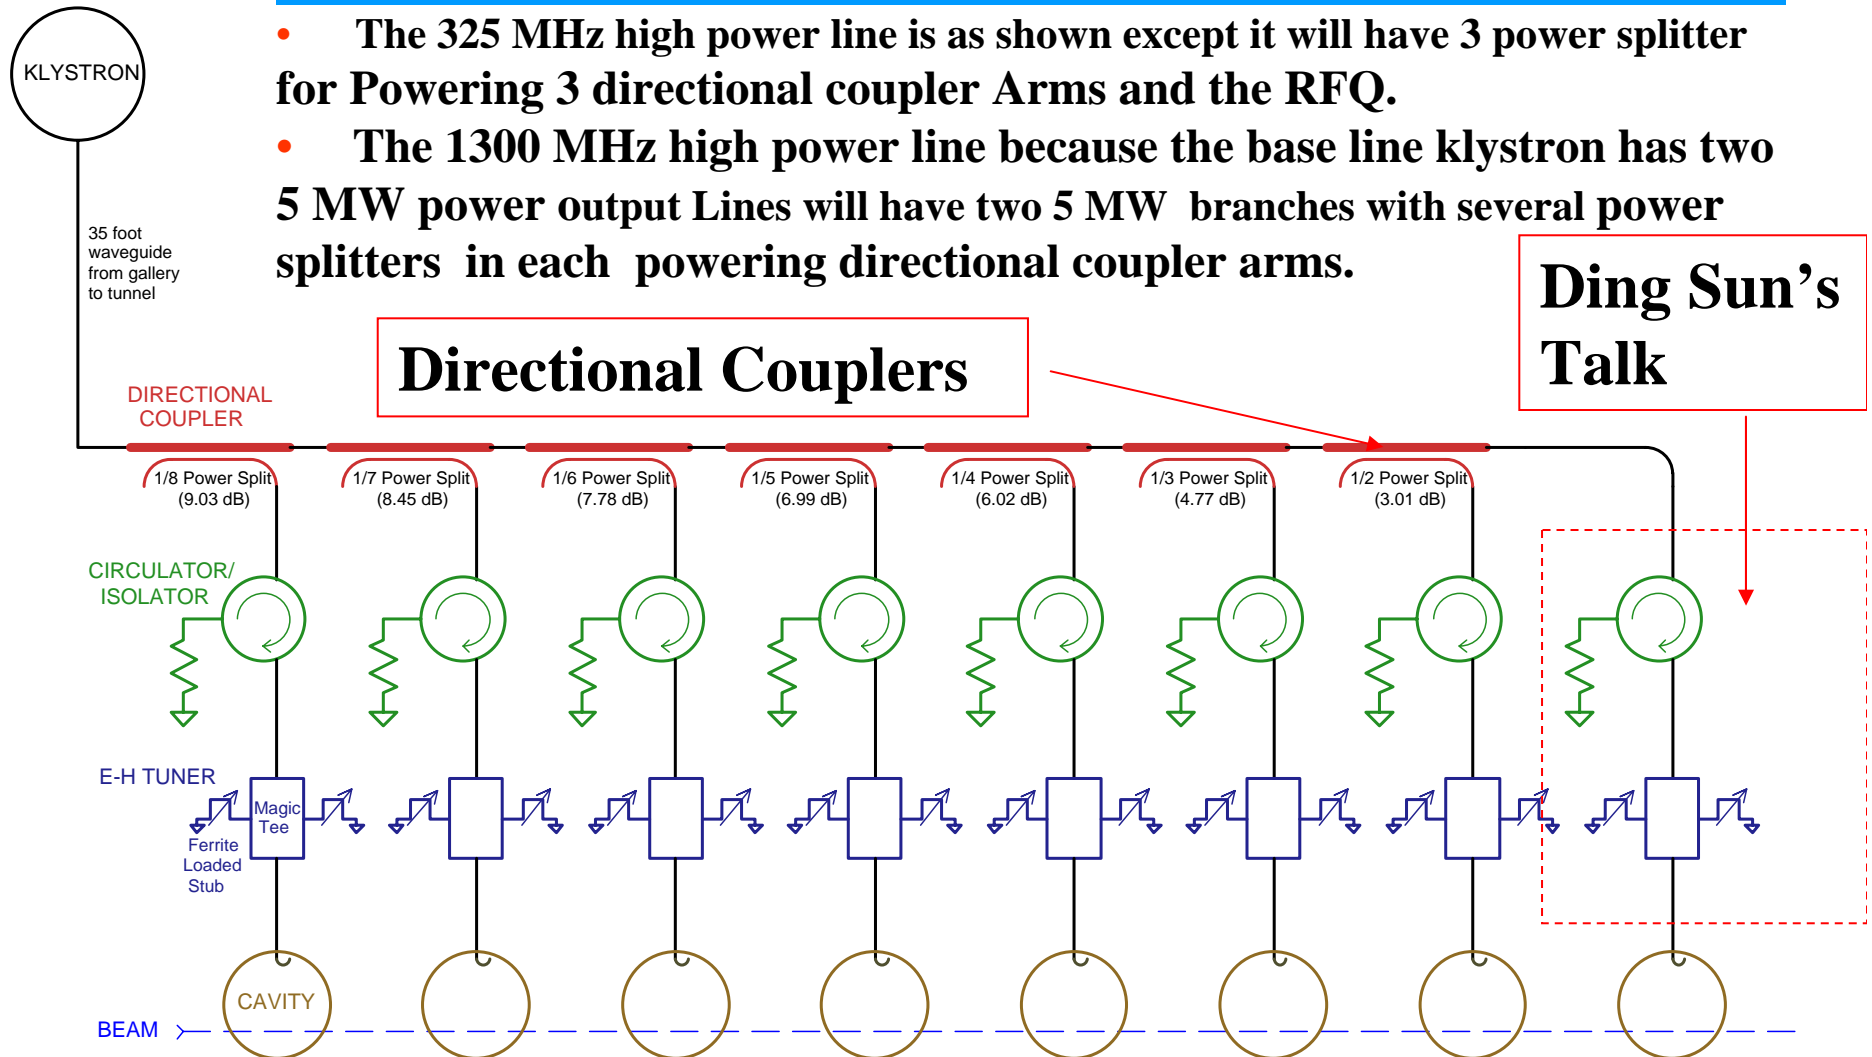 KLYSTRON
• The 325 MHz high power line is as shown except it will have 3 power splitter
for Powering 3 directional coupler Arms and the RFQ.
• The 1300 MHz high power line because the base line klystron has two
5 MW power output Lines will have two 5 MW branches with several power
splitters in each powering directional coupler arms.
35 foot
waveguide
from gallery
to tunnel
Ding Sun’s
Talk
Directional Couplers
DIRECTIONAL
COUPLER
1/8 Power Split
(9.03 dB)
1/7 Power Split
(8.45 dB)
1/6 Power Split
(7.78 dB)
1/5 Power Split
(6.99 dB)
1/4 Power Split
(6.02 dB)
1/3 Power Split
(4.77 dB)
1/2 Power Split
(3.01 dB)
CIRCULATOR/
ISOLATOR
E-H TUNER
Magic
Tee
Ferrite
Loaded
Stub
CAVITY
BEAM